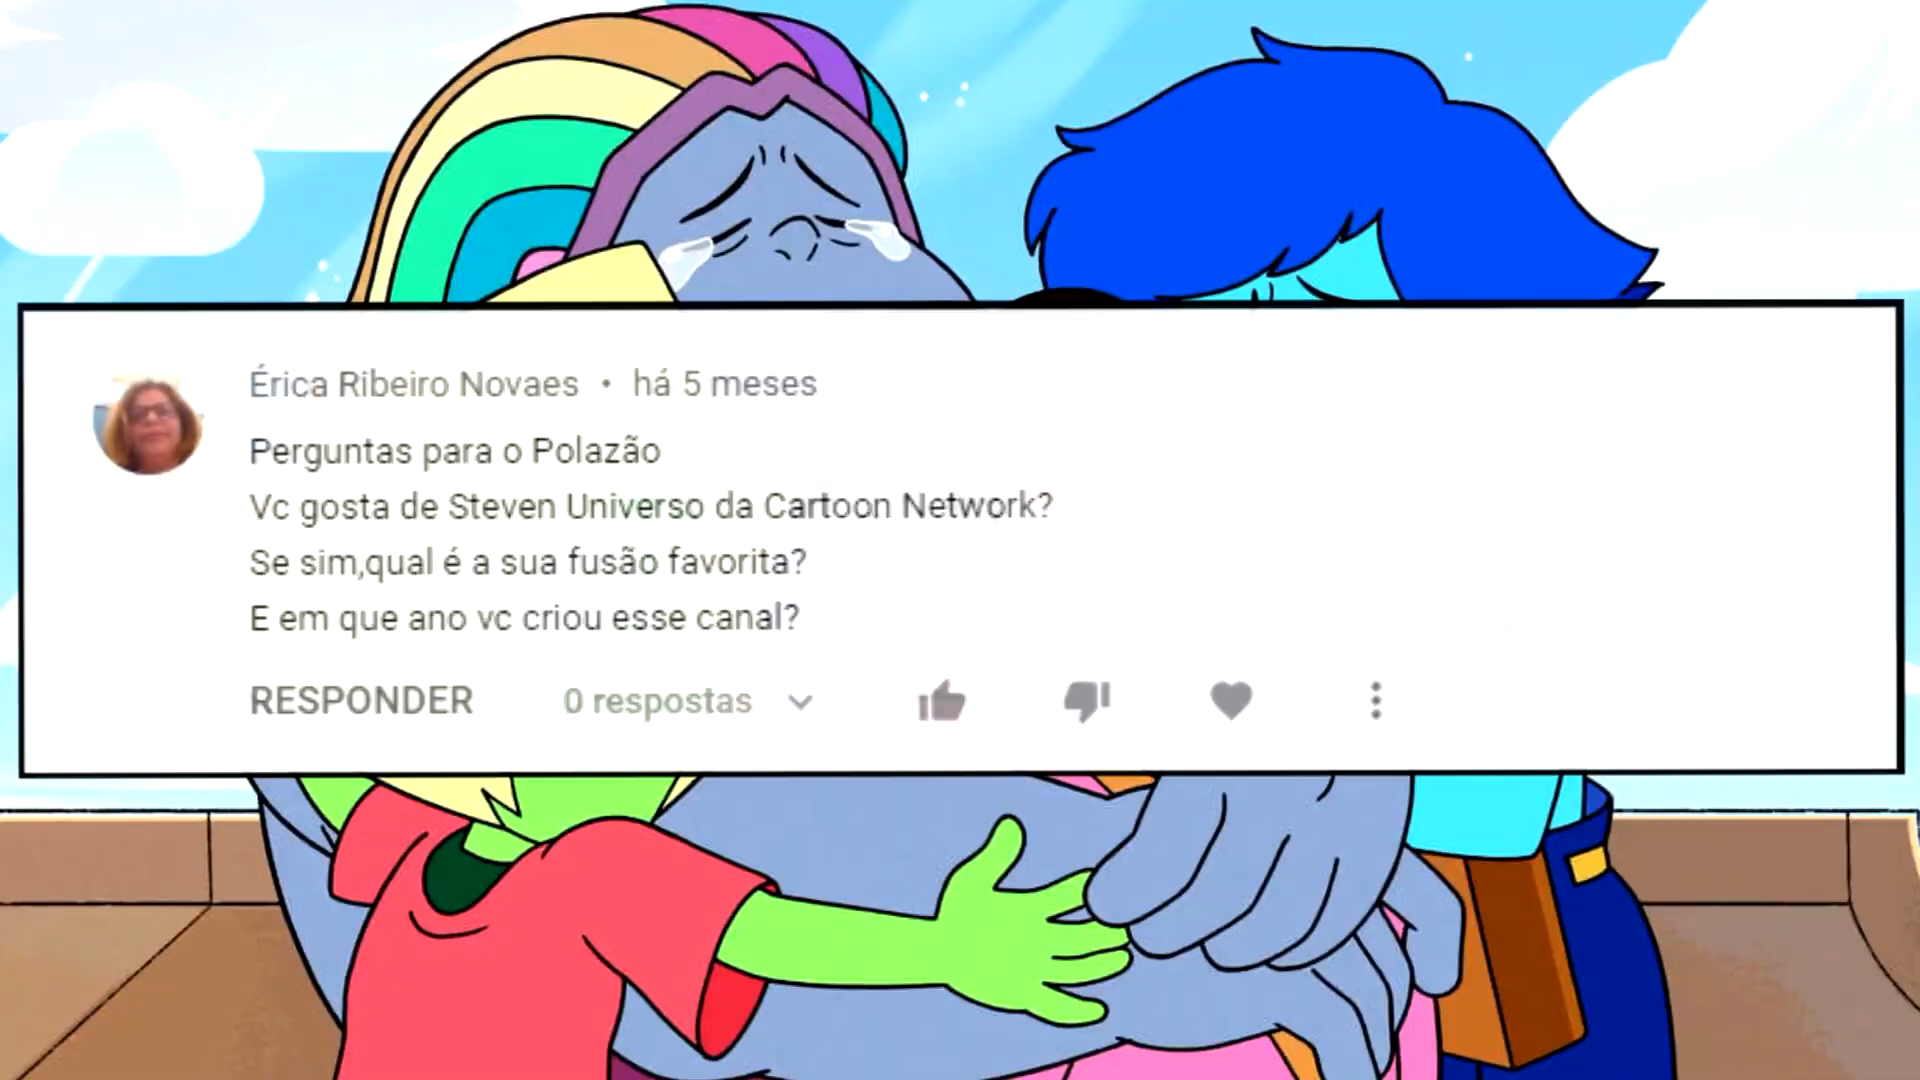 Érica Ribeiro Novaes • há 5 meses
Perguntas para o Polazão
Vc gosta de Steven Universo da Cartoon Network?
Se sim,qual é a sua fusão favorita?
E em que ano vc criou esse canal?
RESPONDER 0 respostas